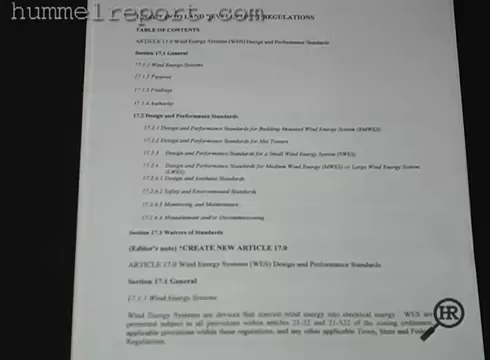 hummelreport.com
LAND DEVELOPMENT REGULATIONS
TABLE OF CONTENTS
ARTICLE 17.0 Wind Energy Systems (WES) Design and Performance Standards
Section 17.1 General
17.1.1 Wind Energy Systems
17.1.2 Purpose
17.1.3 Findings
17.1.4 Authority
17.2 Design and Performance Standards
17.2.1 Design and Performance Standards for Building Mounted Wind Energy System (BMWES)
17.2.2 Design and Performance Standards for Met Towers
17.2.3 Design and Performance Standards for a Small Wind Energy System (SWES)
17.2.4 Design and Performance Standards for Medium Wind Energy (MWES) or Large Wind Energy System
(LWES)
17.2.4.1 Design and Aesthetic Standards
17.2.4.2 Safety and Environmental Standards
17.2.4.3 Monitoring and Maintenance
17.2.4.4 Abandonment and/or Decommissioning
Section 17.3 Waivers of Standards
(Editor's note) *CREATE NEW ARTICLE 17.0
ARTICLE 17.0 Wind Energy Systems (WES) Design and Performance Standards
Section 17.1 General
17.1.1 Wind Energy Systems
Wind Energy Systems are devices that convert wind energy into electrical energy. WES are
permitted subject to all provisions within articles 21-22 and 21-322 of the zoning ordinance,
applicable provisions within these regulations, and any other applicable Town, State and Federal
Regulations.
HR